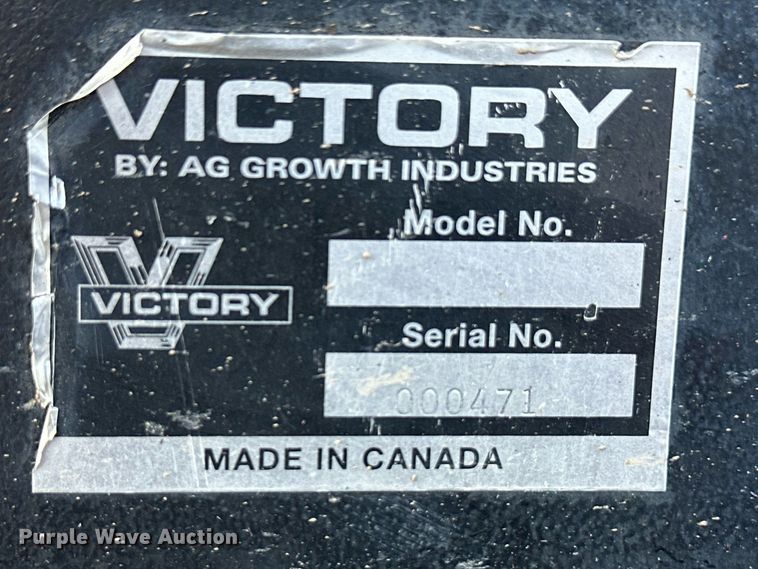 VICTORY
BY: AG GROWTH INDUSTRIES
Model No.
VICTORY
Serial No.
000471
MADE IN CANADA
Purple Wave Auction